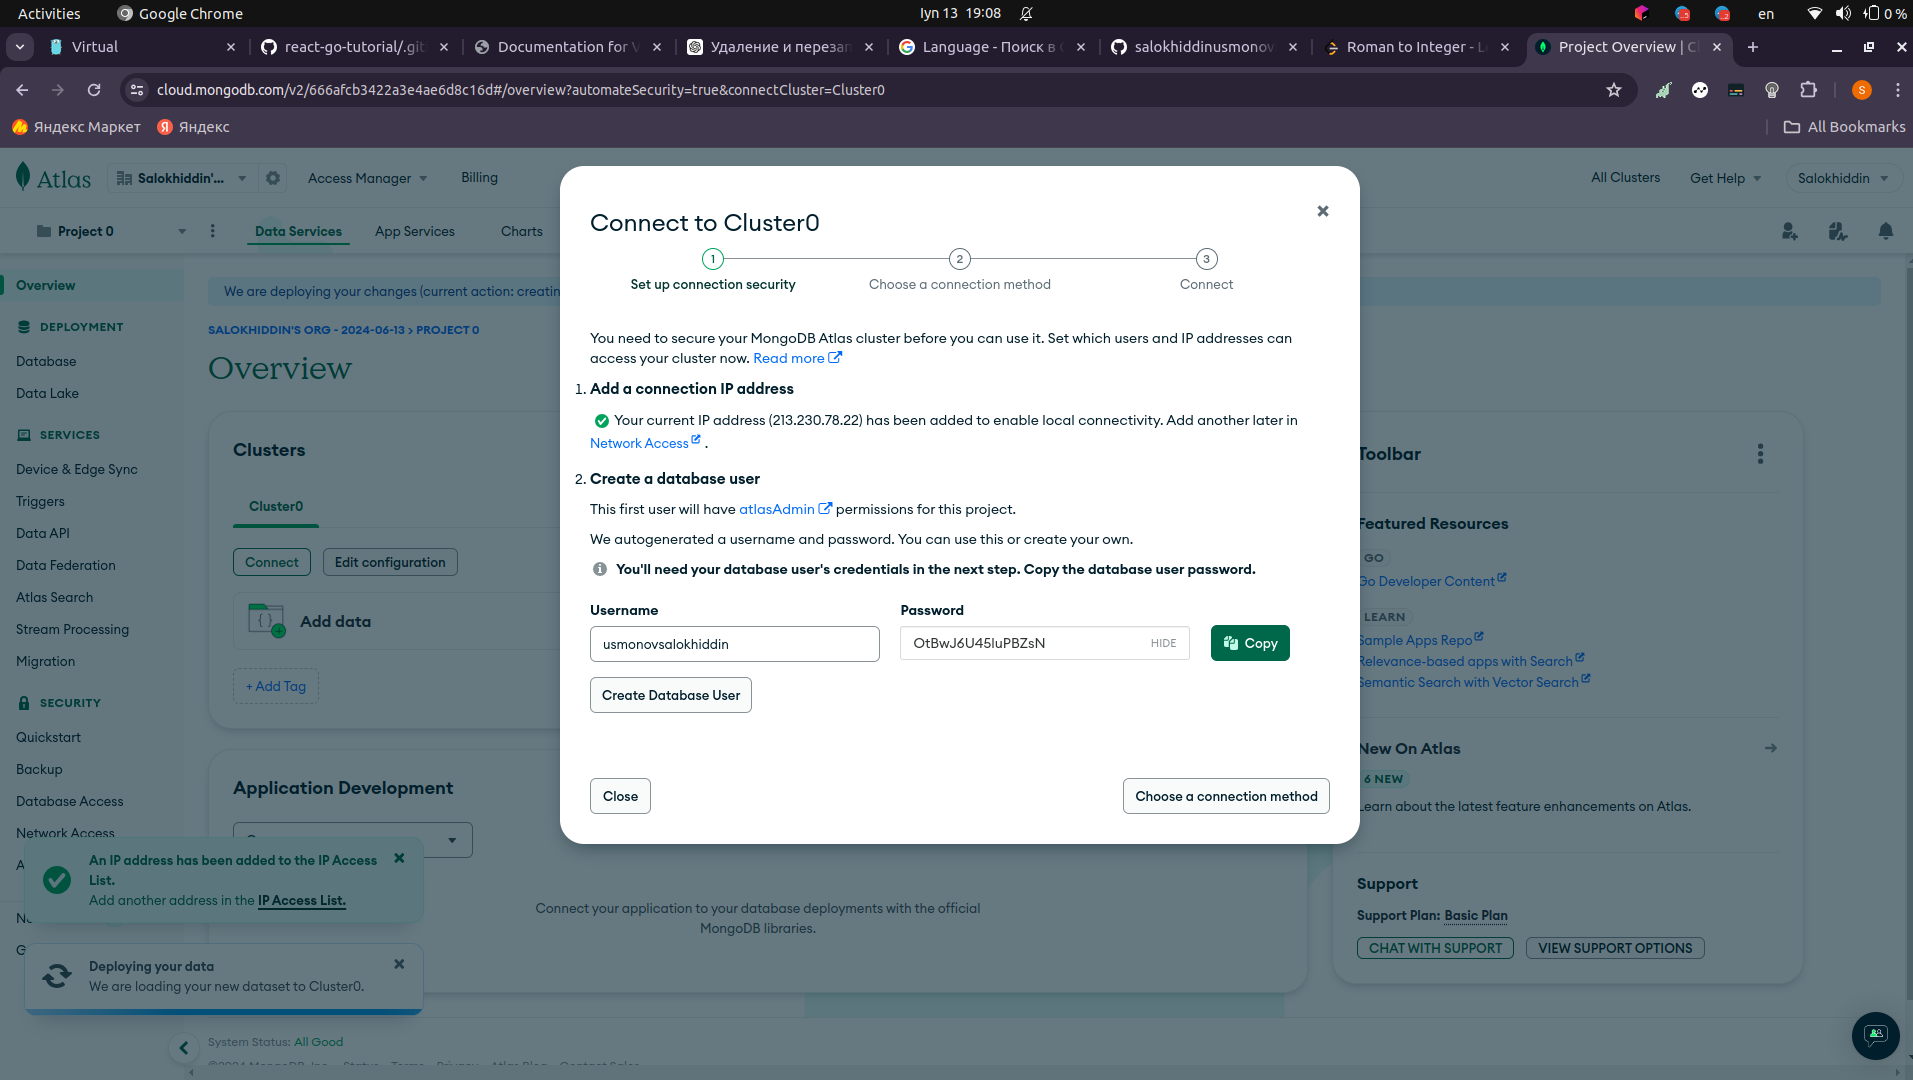 Activities
Google Chrome
Iyn 13 19:08
en
0 %
Virtual
react-go-tutorial/.git
Documentation for V
Удаление и перезап
Language - Поиск в
salokhiddinusmonov
Roman to Integer - L
Project Overview | Cl
cloud.mongodb.com/v2/666afcb3422a3e4ae6d8c16d#/overview?automateSecurity=true&connectCluster=Cluster0
S
Яндекс Маркет
Яндекс
All Bookmarks
Atlas
Salokhiddin'...
Access Manager
Billing
All Clusters
Get Help
Salokhiddin
Project 0
Data Services
App Services
Charts
Overview
DEPLOYMENT
Database
Data Lake
SERVICES
Device & Edge Sync
Triggers
Data API
Data Federation
Atlas Search
Stream Processing
Migration
SECURITY
Quickstart
Backup
Database Access
Network Access
We are deploying your changes (current action: creatin
SALOKHIDDIN'S ORG - 2024-06-13 > PROJECT 0
Overview
Clusters
Cluster0
Connect
Edit configuration
Add data
+ Add Tag
Application Development
Connect your application to your database deployments with the official
MongoDB libraries.
Connect to Cluster0
1
2
3
Set up connection security
Choose a connection method
Connect
You need to secure your MongoDB Atlas cluster before you can use it. Set which users and IP addresses can
access your cluster now. Read more
1. Add a connection IP address
Your current IP address (213.230.78.22) has been added to enable local connectivity. Add another later in
Network Access .
2. Create a database user
This first user will have atlasAdmin permissions for this project.
We autogenerated a username and password. You can use this or create your own.
You'll need your database user's credentials in the next step. Copy the database user password.
Username
Password
usmonovsalokhiddin
OtBwJ6U45luPBZsN
HIDE
Copy
Create Database User
Close
Choose a connection method
Toolbar
Featured Resources
GO
Go Developer Content
LEARN
Sample Apps Repo
Relevance-based apps with Search
Semantic Search with Vector Search
New On Atlas
6 NEW
Learn about the latest feature enhancements on Atlas.
Support
Support Plan: Basic Plan
CHAT WITH SUPPORT
VIEW SUPPORT OPTIONS
An IP address has been added to the IP Access
List.
Add another address in the IP Access List.
Deploying your data
We are loading your new dataset to Cluster0.
System Status: All Good
©2024 MongoDB, Inc. Status Terms Privacy Atlas Blog Contact Sales